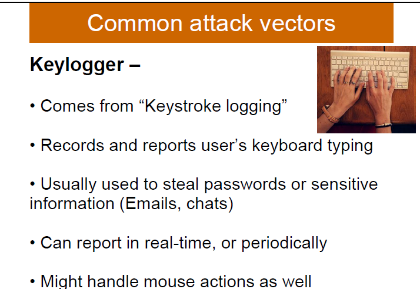 Common attack vectors
Keylogger –
• Comes from “Keystroke logging”
• Records and reports user’s keyboard typing
• Usually used to steal passwords or sensitive
information (Emails, chats)
• Can report in real-time, or periodically
• Might handle mouse actions as well